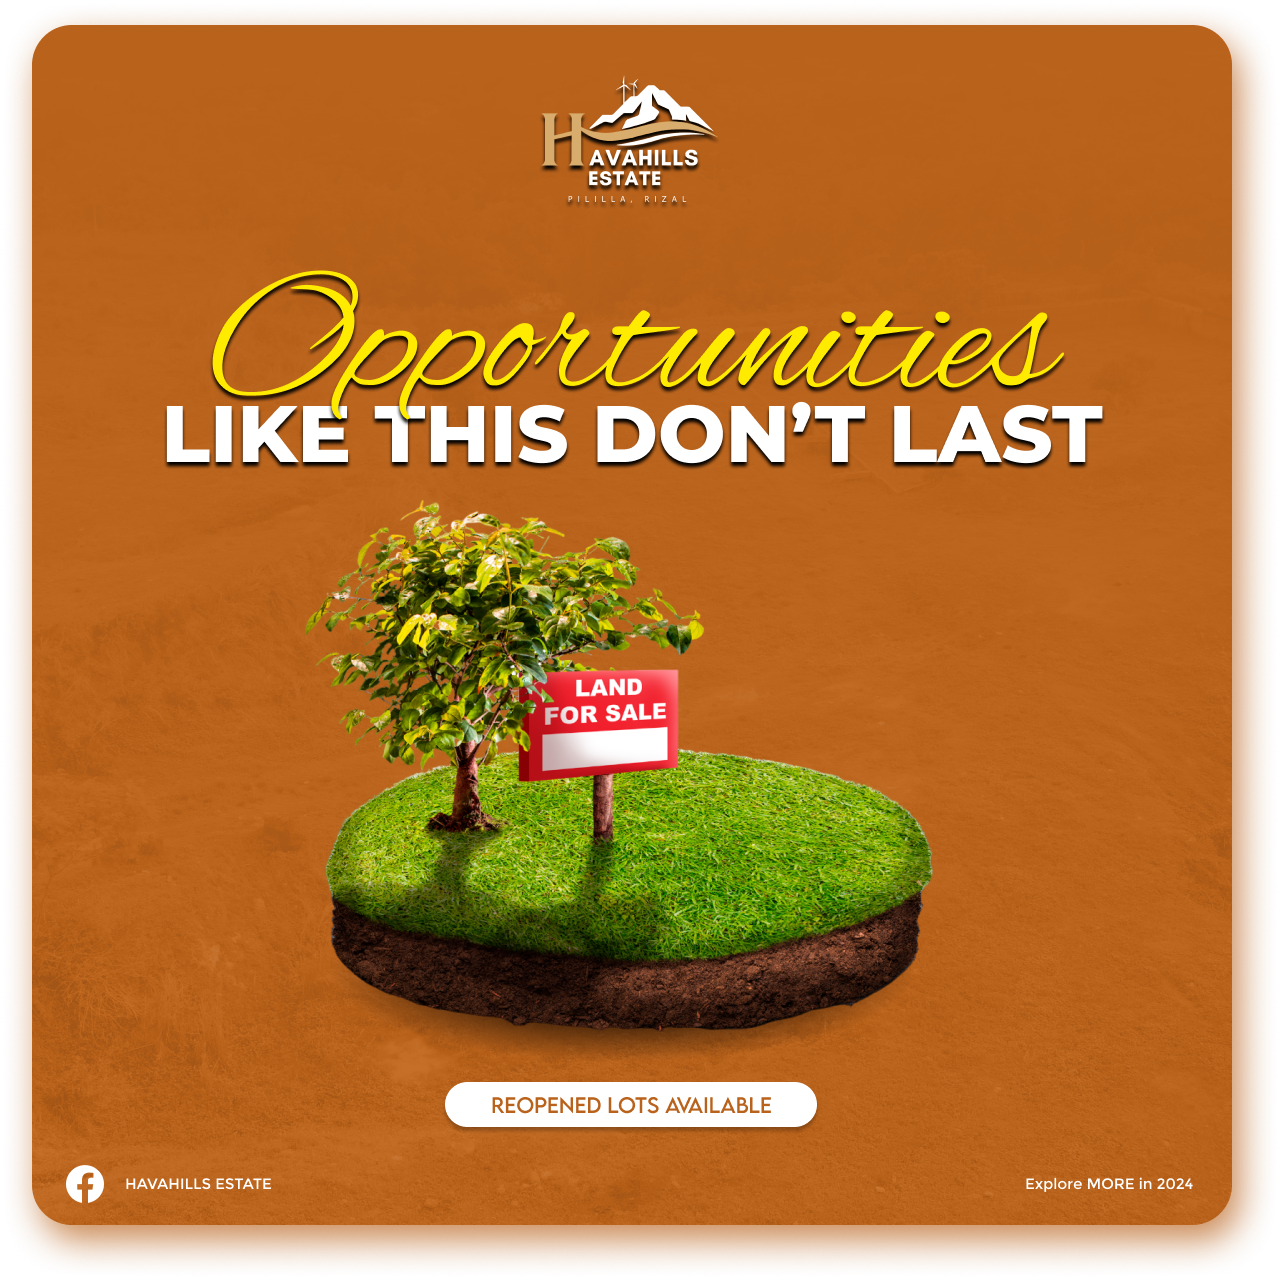 HAVAHILLS
ESTATE
PILILLA, RIZAL
Opportunities
LIKE THIS DON’T LAST
LAND
FOR SALE
REOPENED LOTS AVAILABLE
HAVAHILLS ESTATE
Explore MORE in 2024